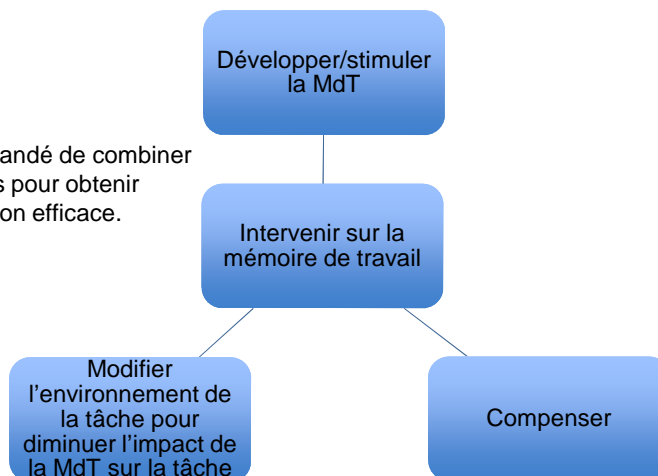 Développer/stimuler
la MdT
andé de combiner
s pour obtenir
on efficace.
Intervenir sur la
mémoire de travail
Modifier
l'environnement de
la tâche pour
diminuer l'impact de
la MdT sur la tâche
Compenser